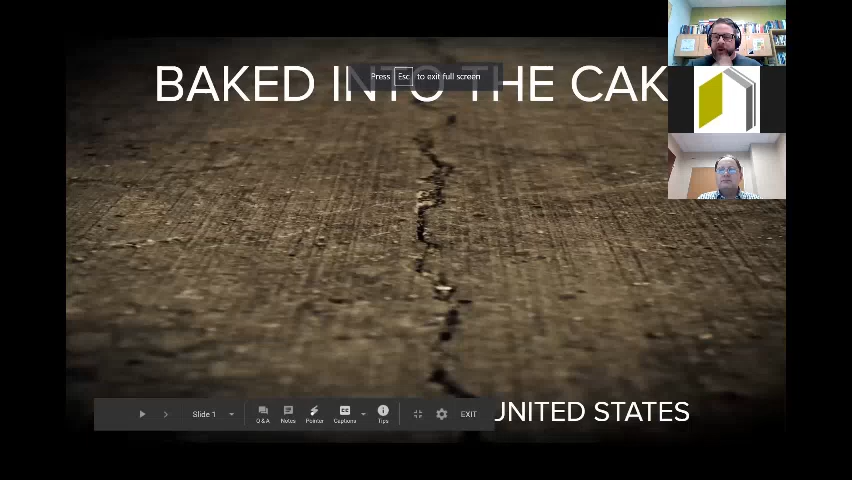 BAKED INTO THE CAK
Press Esc to exit full screen
UNITED STATES
Slide 1
Q & A
Notes
Pointer
Captions
Tips
EXIT